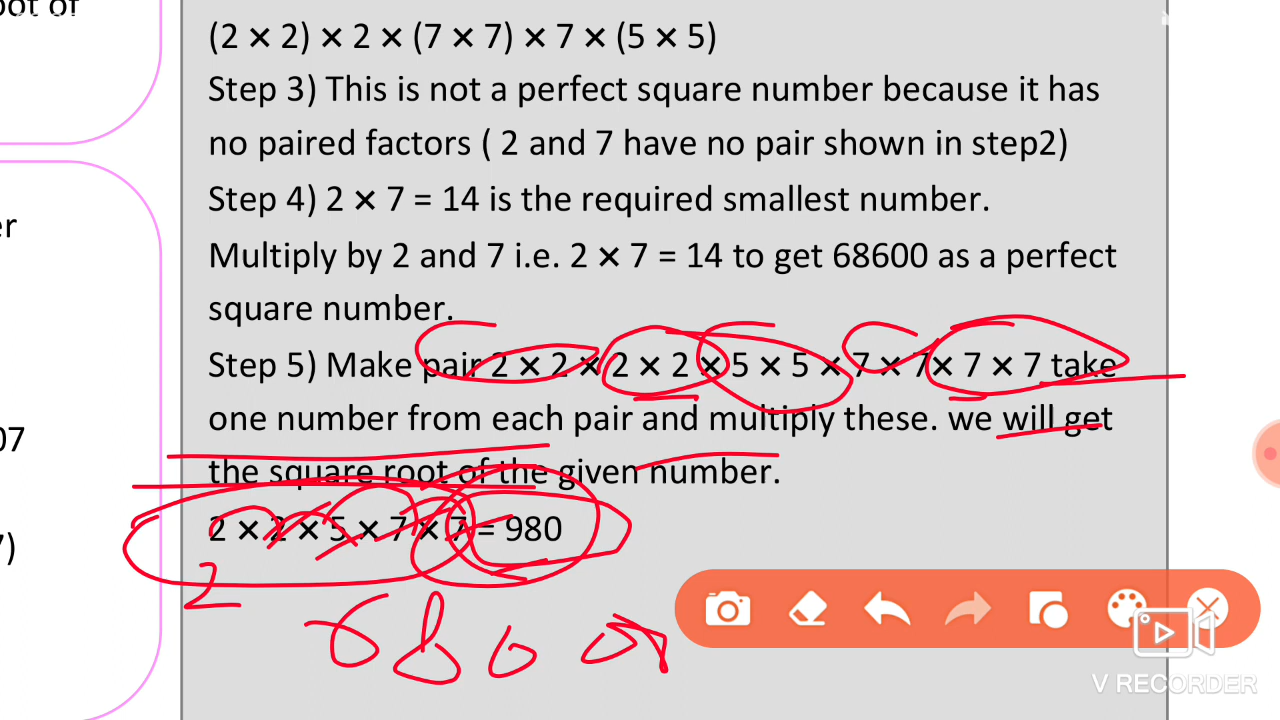 oot of
(2 × 2) × 2 × (7 × 7) × 7 × (5 × 5)
Step 3) This is not a perfect square number because it has
no paired factors ( 2 and 7 have no pair shown in step2)
Step 4) 2 × 7 = 14 is the required smallest number.
er
Multiply by 2 and 7 i.e. 2 × 7 = 14 to get 68600 as a perfect
square number.
Step 5) Make pair 2 × 2 × 2 × 2 × 5 × 5 × 7 × 7× 7 × 7 take
one number from each pair and multiply these. we will get
07
the square root of the given number.
2 × 2 × 5 × 7 × 7 = 980
)
2
V RECORDER